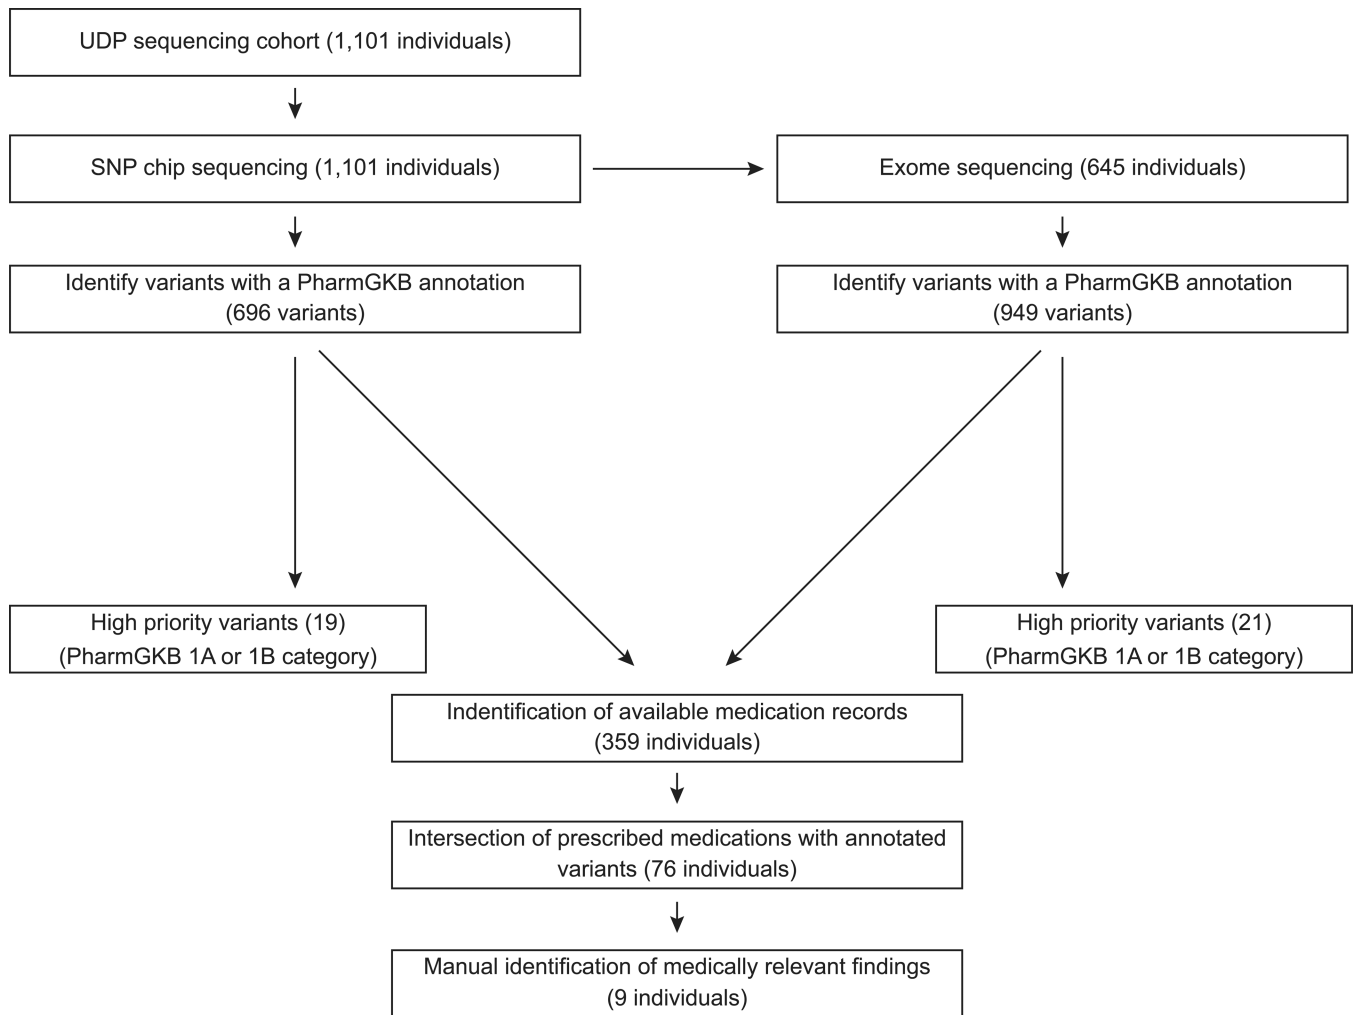 UDP sequencing cohort (1,101 individuals)
SNP chip sequencing (1,101 individuals)
Exome sequencing (645 individuals)
Identify variants with a PharmGKB annotation
(696 variants)
Identify variants with a PharmGKB annotation
(949 variants)
High priority variants (19)
(PharmGKB 1A or 1B category)
High priority variants (21)
(PharmGKB 1A or 1B category)
Indentification of available medication records
(359 individuals)
Intersection of prescribed medications with annotated
variants (76 individuals)
Manual identification of medically relevant findings
(9 individuals)